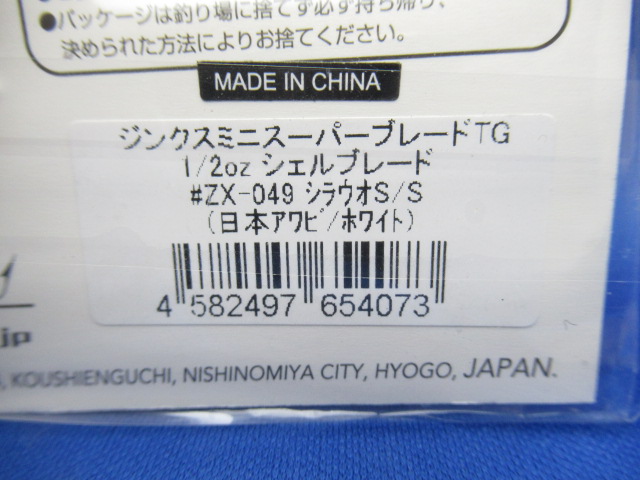 ●パッケージは釣り場に捨てず必ず持ち帰り、
決められた方法によりお捨てください。
MADE IN CHINA
ジンクスミニスーパーブレードTG
1/2oz シェルブレード
#ZX-049 シラウオS/S
(日本アワビ/ホワイト)
4 582497 654073
.jp
KOUSHIENGUCHI, NISHINOMIYA CITY, HYOGO, JAPAN.